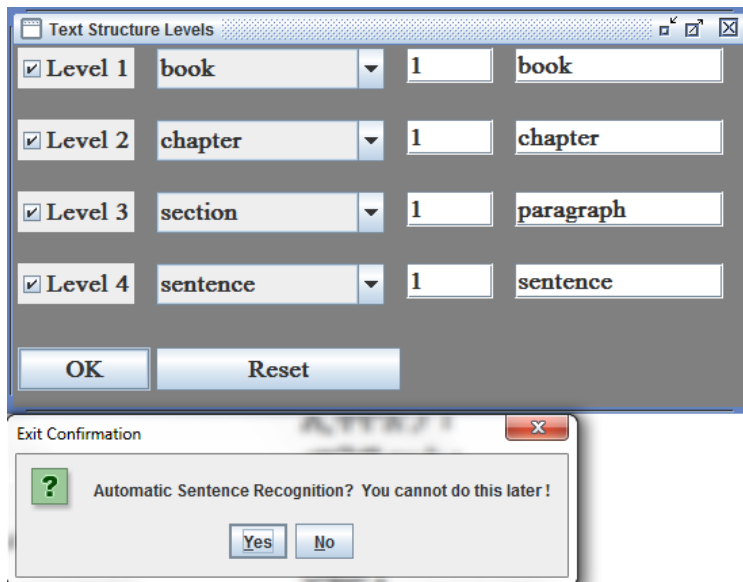 Text Structure Levels
Level 1 book 1 book
Level 2 chapter 1 chapter
Level 3 section 1 paragraph
Level 4 sentence 1 sentence
OK Reset
Exit Confirmation
Automatic Sentence Recognition? You cannot do this later !
Yes No